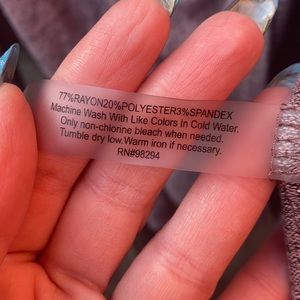 77%RAYON20%POLYESTER3%SPANDEX
Machine Wash With Like Colors In Cold Water.
Only non-chlorine bleach when needed.
Tumble dry low.Warm iron if necessary.
RN#98294